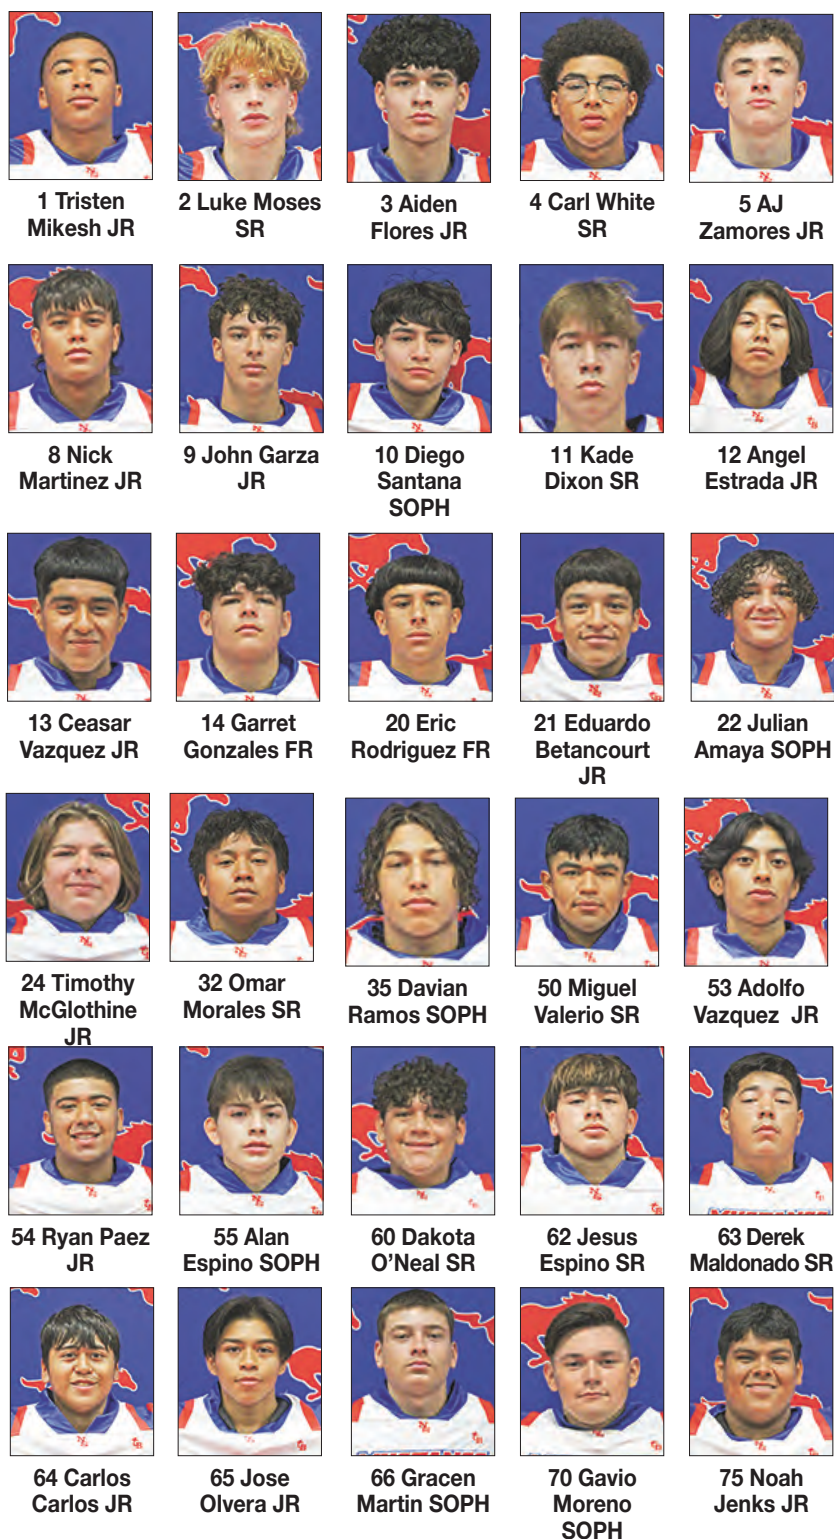 1 Tristen
Mikesh JR
2 Luke Moses
SR
3 Aiden
Flores JR
4 Carl White
SR
5 AJ
Zamores JR
8 Nick
Martinez JR
9 John Garza
JR
10 Diego
Santana
SOPH
11 Kade
Dixon SR
12 Angel
Estrada JR
13 Ceasar
Vazquez JR
14 Garret
Gonzales FR
20 Eric
Rodriguez FR
21 Eduardo
Betancourt
JR
22 Julian
Amaya SOPH
24 Timothy
McGlothine
JR
32 Omar
Morales SR
35 Davian
Ramos SOPH
50 Miguel
Valerio SR
53 Adolfo
Vazquez JR
54 Ryan Paez
JR
55 Alan
Espino SOPH
60 Dakota
O'Neal SR
62 Jesus
Espino SR
63 Derek
Maldonado SR
64 Carlos
Carlos JR
65 Jose
Olvera JR
66 Gracen
Martin SOPH
70 Gavio
Moreno
SOPH
75 Noah
Jenks JR